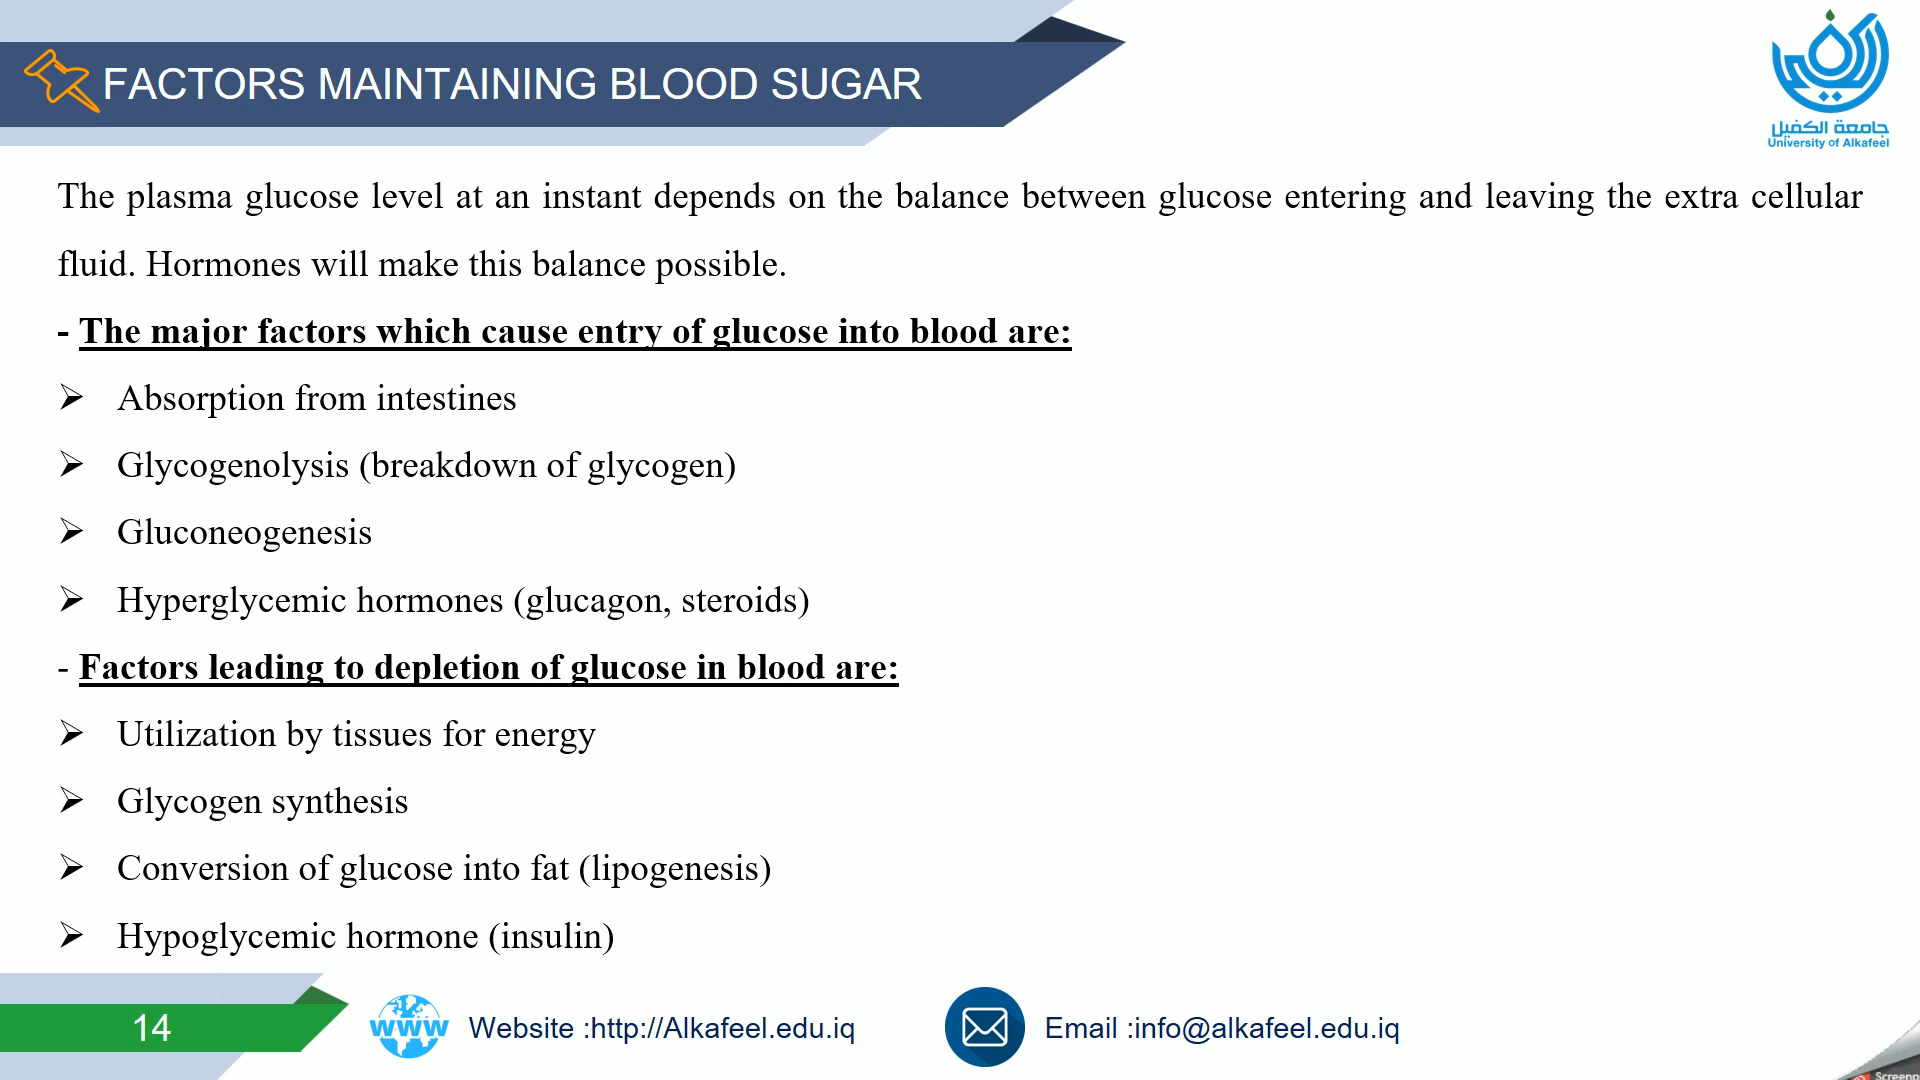 FACTORS MAINTAINING BLOOD SUGAR
جامعة الكفيل
University of Alkafeel
The plasma glucose level at an instant depends on the balance between glucose entering and leaving the extra cellular
fluid. Hormones will make this balance possible.
- The major factors which cause entry of glucose into blood are:
➢ Absorption from intestines
➢ Glycogenolysis (breakdown of glycogen)
➢ Gluconeogenesis
➢ Hyperglycemic hormones (glucagon, steroids)
- Factors leading to depletion of glucose in blood are:
➢ Utilization by tissues for energy
➢ Glycogen synthesis
➢ Conversion of glucose into fat (lipogenesis)
➢ Hypoglycemic hormone (insulin)
14
www
Website :http://Alkafeel.edu.iq
Email :info@alkafeel.edu.iq